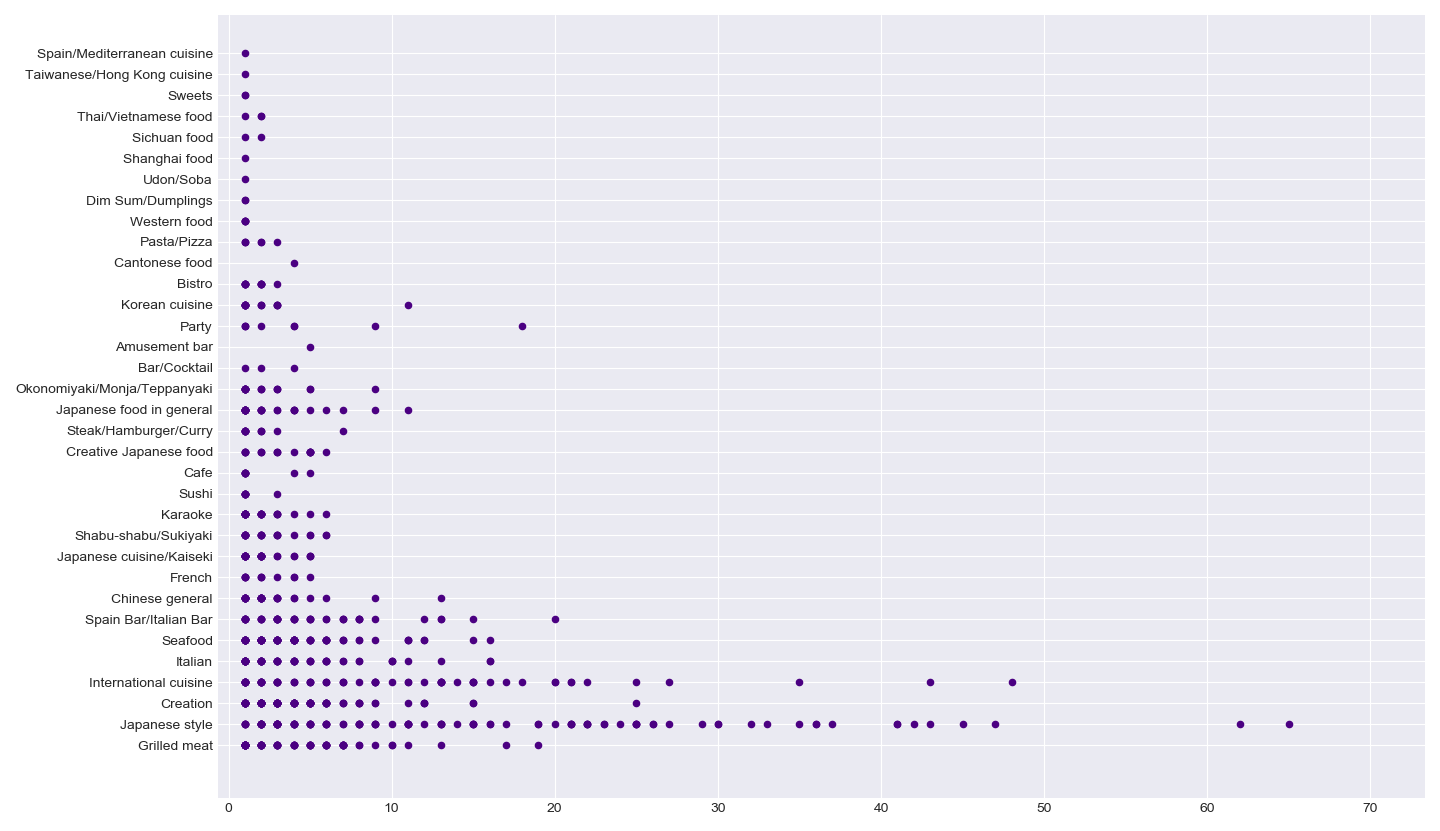 Spain/Mediterranean cuisine
Taiwanese/Hong Kong cuisine
Sweets
Thai/Vietnamese food
Sichuan food
Shanghai food
Udon/Soba
Dim Sum/Dumplings
Western food
Pasta/Pizza
Cantonese food
Bistro
Korean cuisine
Party
Amusement bar
Bar/Cocktail
Okonomiyaki/Monja/Teppanyaki
Japanese food in general
Steak/Hamburger/Curry
Creative Japanese food
Cafe
Sushi
Karaoke
Shabu-shabu/Sukiyaki
Japanese cuisine/Kaiseki
French
Chinese general
Spain Bar/Italian Bar
Seafood
Italian
International cuisine
Creation
Japanese style
Grilled meat
0 10 20 30 40 50 60 70